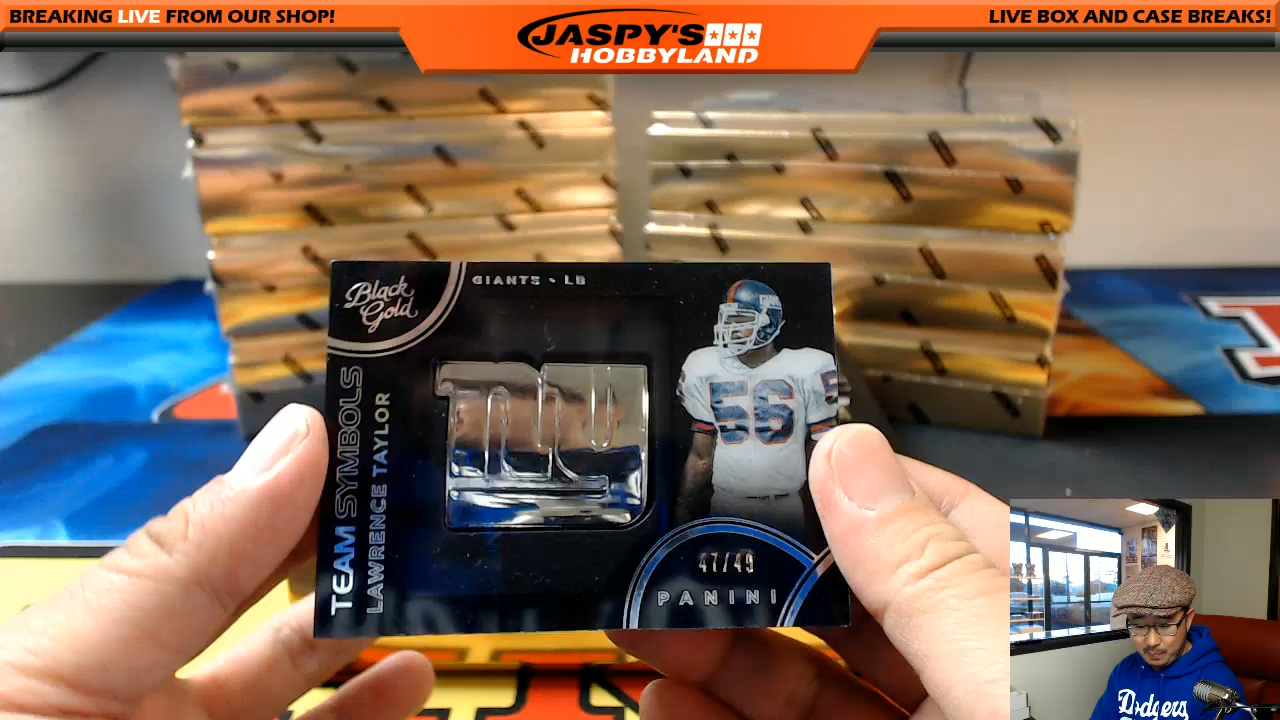 BREAKING LIVE FROM OUR SHOP!
JASPY'S
HOBBYLAND
LIVE BOX AND CASE BREAKS!
Black
Gold
GIANTS • LB
TEAM SYMBOLS
LAWRENCE TAYLOR
56
47/49
PANINI
Dodgers